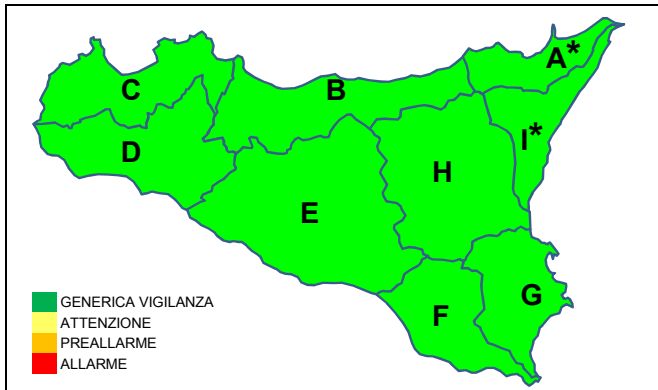 A*
C
B
I*
D
H
E
G
F
GENERICA VIGILANZA
ATTENZIONE
PREALLARME
ALLARME